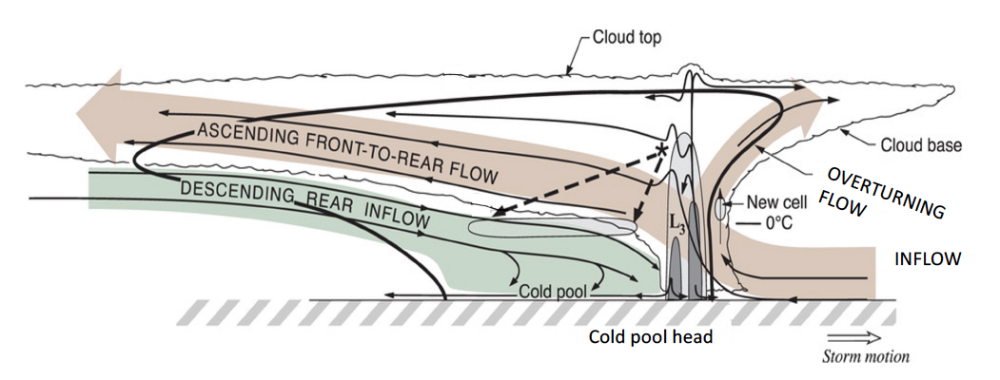 Cloud top
ASCENDING FRONT-TO-REAR FLOW
Cloud base
DESCENDING REAR INFLOW
OVERTURNING
FLOW
New cell
0°C
L3
INFLOW
Cold pool
Cold pool head
Storm motion